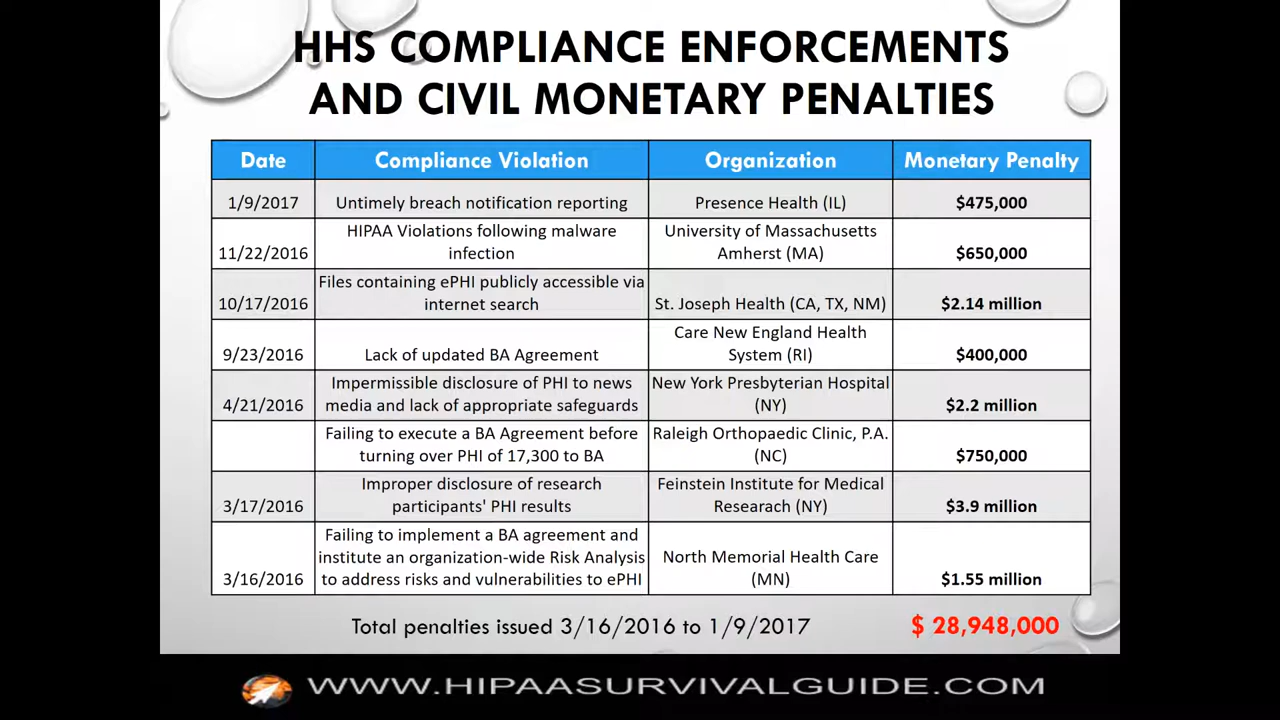 HHS COMPLIANCE ENFORCEMENTS
AND CIVIL MONETARY PENALTIES
Date Compliance Violation Organization Monetary Penalty
1/9/2017 Untimely breach notification reporting Presence Health (IL) $475,000
HIPAA Violations following malware University of Massachusetts
11/22/2016 infection Amherst (MA) $650,000
Files containing ePHI publicly accessible via
10/17/2016 internet search St. Joseph Health (CA, TX, NM) $2.14 million
Care New England Health
9/23/2016 Lack of updated BA Agreement System (RI) $400,000
Impermissible disclosure of PHI to news New York Presbyterian Hospital
4/21/2016 media and lack of appropriate safeguards (NY) $2.2 million
Failing to execute a BA Agreement before Raleigh Orthopaedic Clinic, P.A.
turning over PHI of 17,300 to BA (NC) $750,000
Improper disclosure of research Feinstein Institute for Medical
3/17/2016 participants' PHI results Researach (NY) $3.9 million
Failing to implement a BA agreement and
institute an organization-wide Risk Analysis North Memorial Health Care
3/16/2016 to address risks and vulnerabilities to ePHI (MN) $1.55 million
Total penalties issued 3/16/2016 to 1/9/2017 $ 28,948,000
WWW.HIPAASURVIVALGUIDE.COM